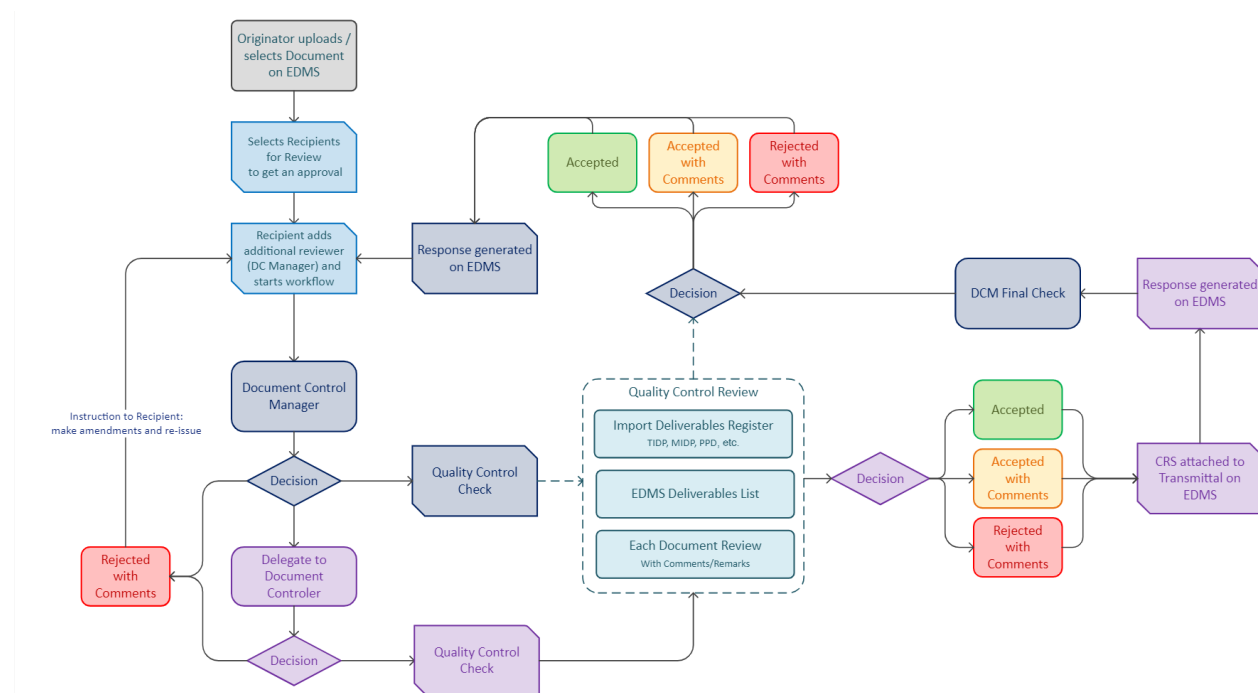 Originator uploads /
selects Document
on EDMS
Selects Recipients
for Review
to get an approval
Recipient adds
additional reviewer
(DC Manager) and
starts workflow
Response generated
on EDMS
Accepted
Accepted
with
Comments
Rejected
with
Comments
Decision
DCM Final Check
Response generated
on EDMS
Document Control
Manager
Instruction to Recipient:
make amendments and re-issue
Decision
Quality Control
Check
Rejected
with
Comments
Delegate to
Document
Controler
Decision
Quality Control
Check
Quality Control Review
Import Deliverables Register
TIDP, MIDP, PPD, etc.
EDMS Deliverables List
Each Document Review
With Comments/Remarks
Decision
Accepted
Accepted with
Comments
Rejected with
Comments
CRS attached to
Transmittal on
EDMS